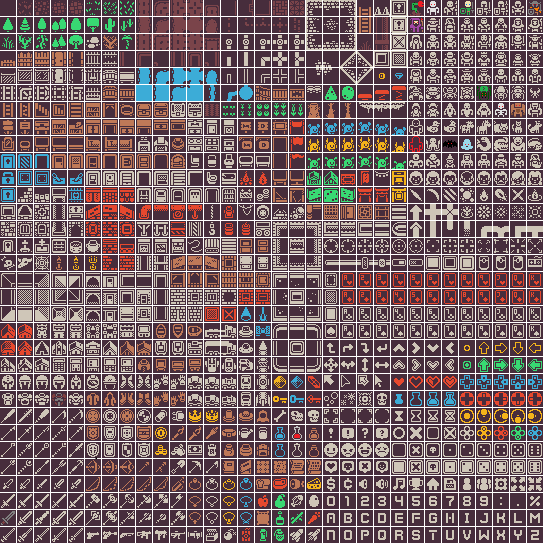 $ ¢
0 1 2 3 4 5 6 7 8 9 : . %
A B C D E F G H I J K L M
N O P Q R S T U V W X Y Z